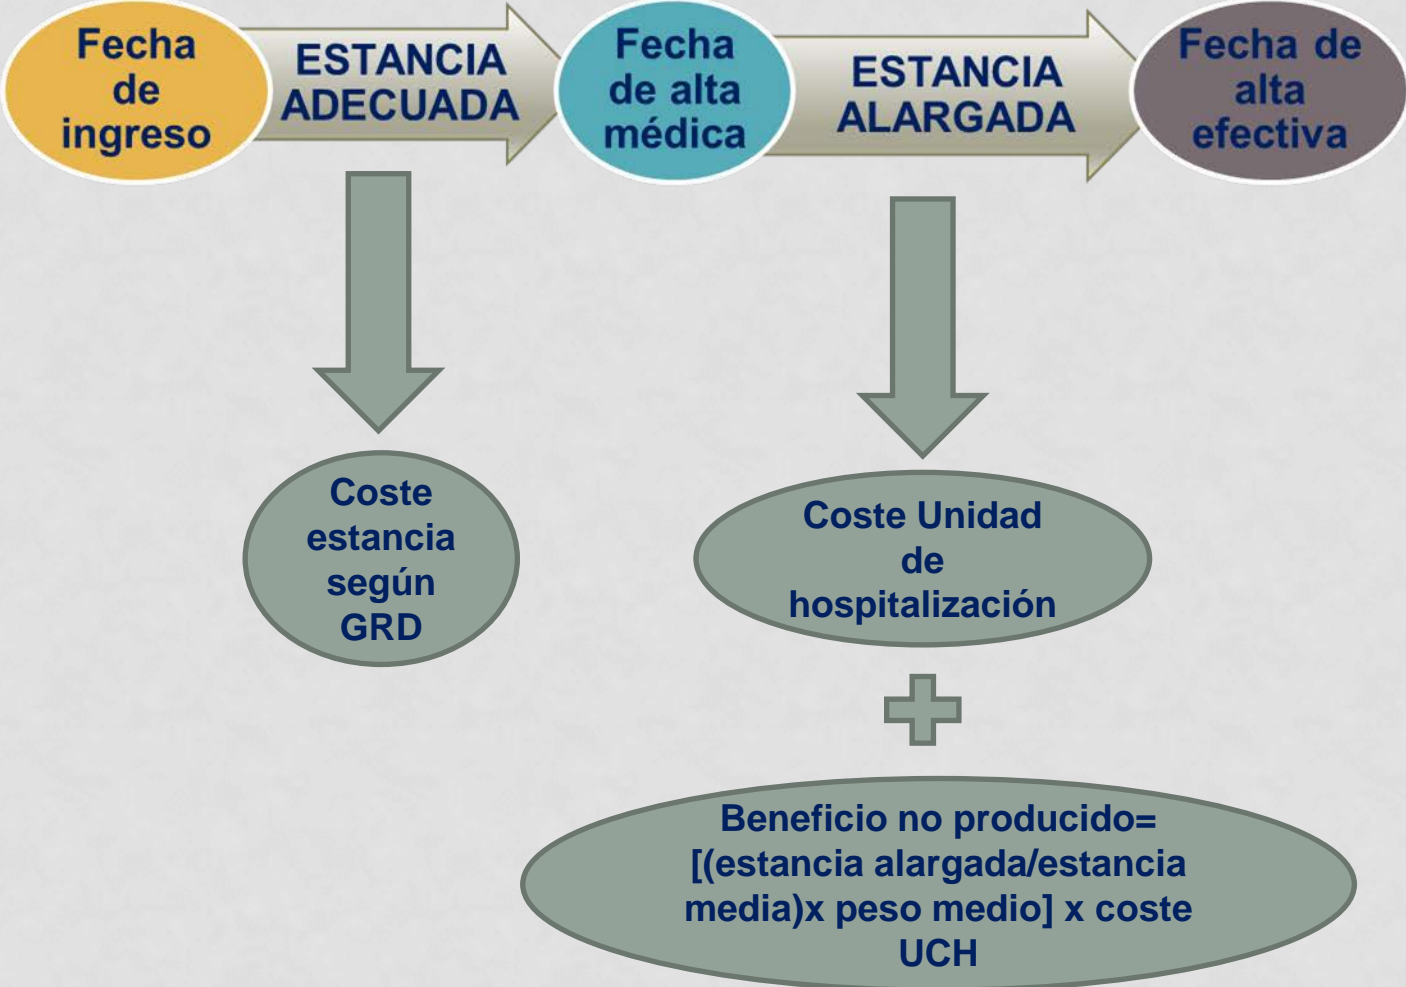 Fecha
de
ingreso
ESTANCIA
ADECUADA
Fecha
de alta
médica
ESTANCIA
ALARGADA
Fecha de
alta
efectiva
Coste
estancia
según
GRD
Coste Unidad
de
hospitalización
Beneficio no producido=
[(estancia alargada/estancia
media)x peso medio] x coste
UCH